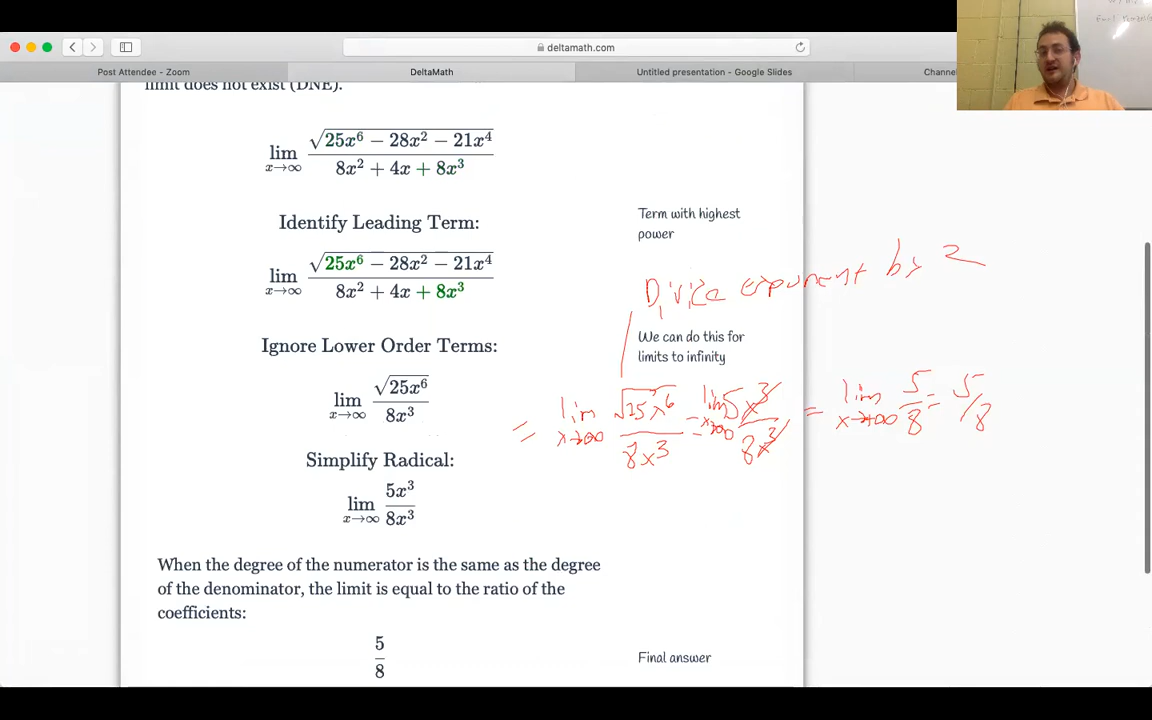 deltamath.com
Post Attendee - Zoom
DeltaMath
Untitled presentation - Google Slides
Channel
limit does not exist (DNE).
lim x→∞ √(25x⁶ − 28x² − 21x⁴) / (8x² + 4x + 8x³)
Identify Leading Term:
Term with highest
power
lim x→∞ √(25x⁶ − 28x² − 21x⁴) / (8x² + 4x + 8x³)
Divide exponent by 2
Ignore Lower Order Terms:
We can do this for
limits to infinity
lim x→∞ √(25x⁶) / 8x³
= lim x→∞ √(25x⁶) / 8x³ = lim x→∞ 5x³ / 8x³ = lim x→∞ 5/8 = 5/8
Simplify Radical:
lim x→∞ 5x³ / 8x³
When the degree of the numerator is the same as the degree
of the denominator, the limit is equal to the ratio of the
coefficients:
5/8
Final answer